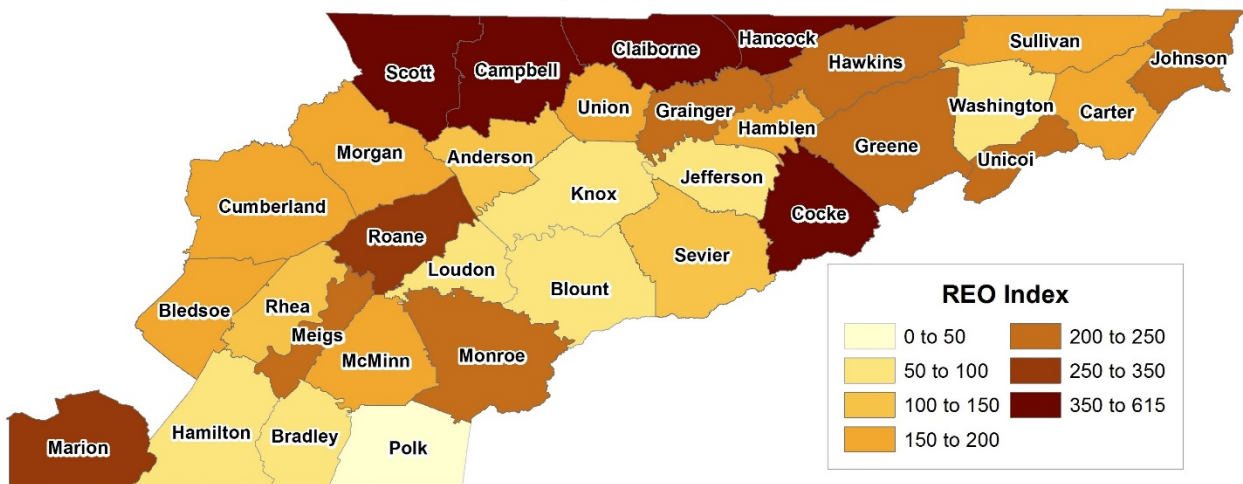 Scott
Campbell
Claiborne
Hancock
Hawkins
Sullivan
Johnson
Union
Grainger
Hamblen
Washington
Carter
Morgan
Anderson
Greene
Unicoi
Jefferson
Knox
Cumberland
Cocke
Roane
Sevier
Loudon
Blount
Bledsoe
Rhea
Meigs
McMinn
Monroe
Hamilton
Bradley
Polk
Marion
REO Index
0 to 50
50 to 100
100 to 150
150 to 200
200 to 250
250 to 350
350 to 615